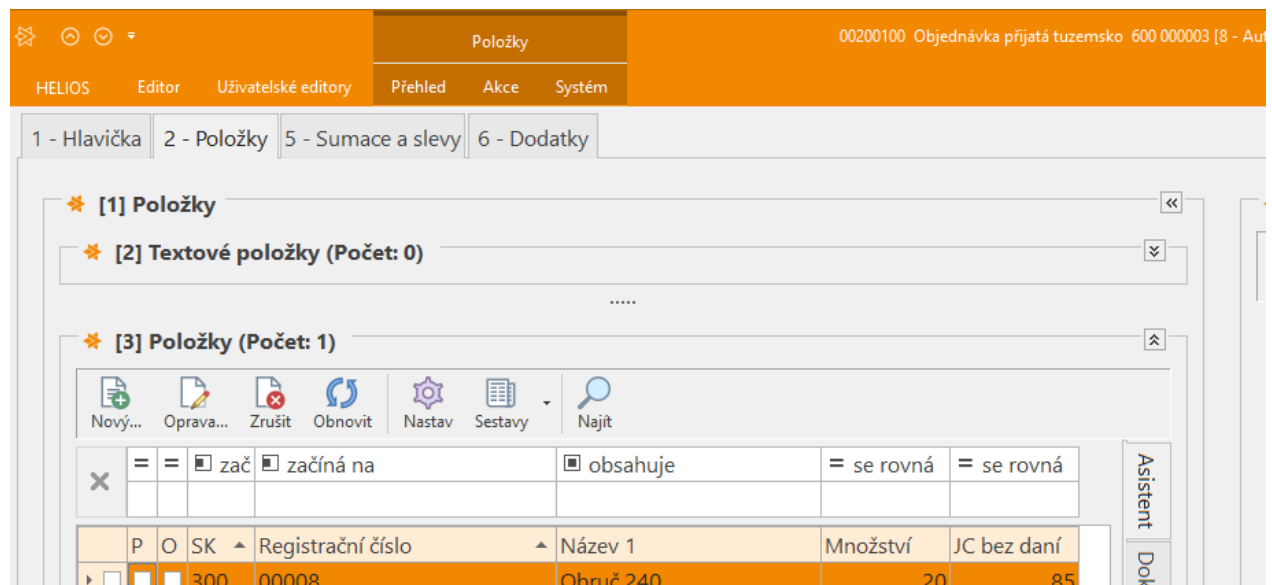 Položky
00200100 Objednávka přijatá tuzemsko 600 000003 [8 - Aut
HELIOS Editor Uživatelské editory Přehled Akce Systém
1 - Hlavička 2 - Položky 5 - Sumace a slevy 6 - Dodatky
[1] Položky
[2] Textové položky (Počet: 0)
.....
[3] Položky (Počet: 1)
Nový... Oprava... Zrušit Obnovit Nastav Sestavy Najít
= = zač začíná na obsahuje = se rovná = se rovná
Asistent
P O SK Registrační číslo Název 1 Množství JC bez daní
Dok
300 00008 Obruč 240 20 85